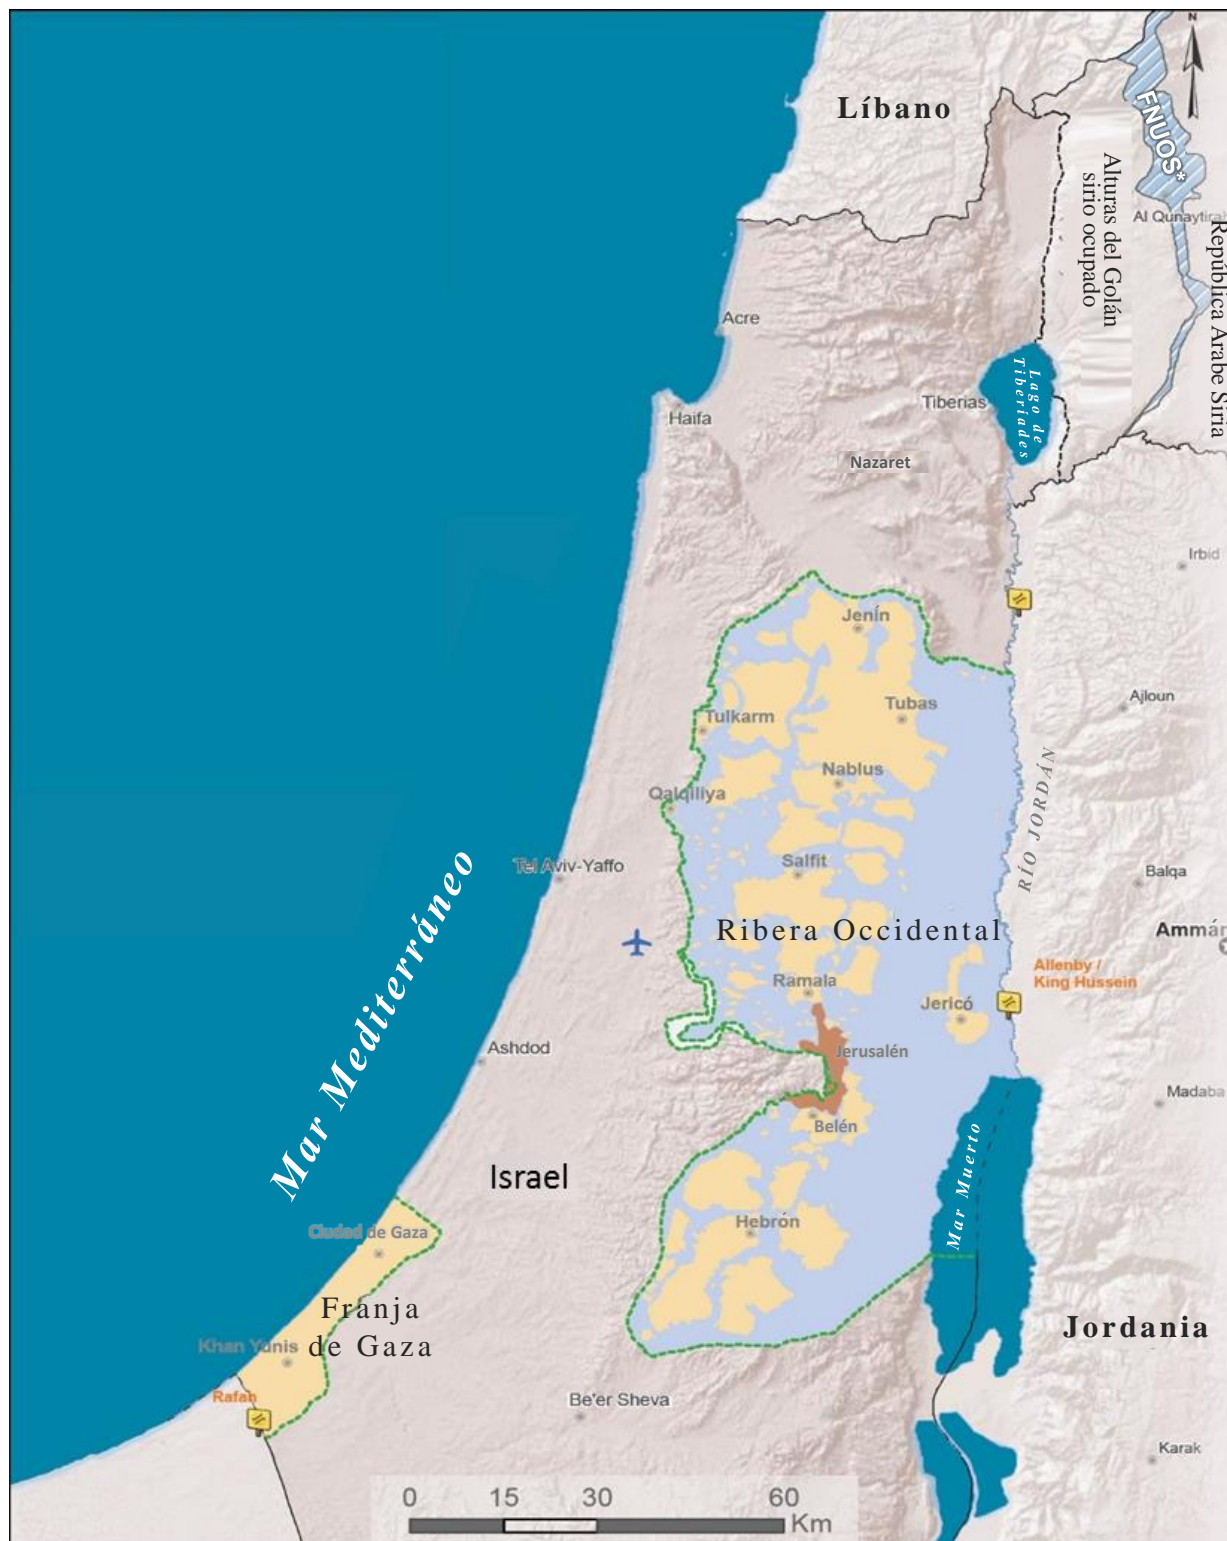 N
Líbano
FNUOS*
Alturas del Golán
sirio ocupado
Al Qunaytirah
República Arabe Siria
Acre
Lago de
Tiberíades
Tiberias
Haifa
Nazaret
Irbid
Jenín
Tubas
Ajloun
Tulkarm
Nablus
Qalqiliya
RÍO JORDÁN
Tel Aviv-Yaffo
Salfit
Balqa
Mar Mediterráneo
Ribera Occidental
Ammán
Allenby /
King Hussein
Ramala
Jericó
Ashdod
Jerusalén
Madaba
Belén
Israel
Mar Muerto
Hebrón
Ciudad de Gaza
Franja
de Gaza
Jordania
Khan Yunis
Rafah
Be'er Sheva
Karak
0 15 30 60
Km